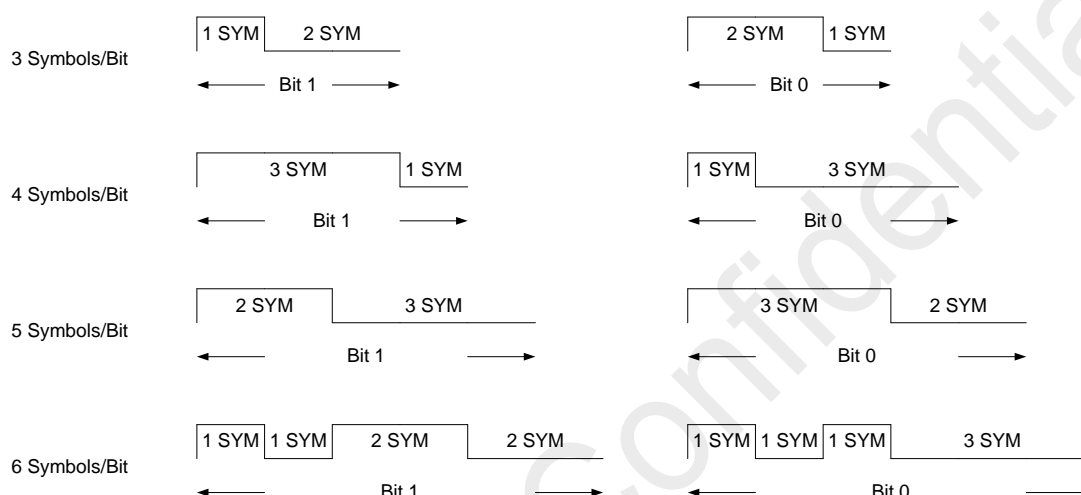 1 SYM 2 SYM 2 SYM 1 SYM
3 Symbols/Bit
Bit 1 Bit 0
3 SYM 1 SYM 1 SYM 3 SYM
4 Symbols/Bit
Bit 1 Bit 0
2 SYM 3 SYM 3 SYM 2 SYM
5 Symbols/Bit
Bit 1 Bit 0
1 SYM 1 SYM 2 SYM 2 SYM 1 SYM 1 SYM 1 SYM 3 SYM
6 Symbols/Bit
Bit 1 Bit 0
Confidentia